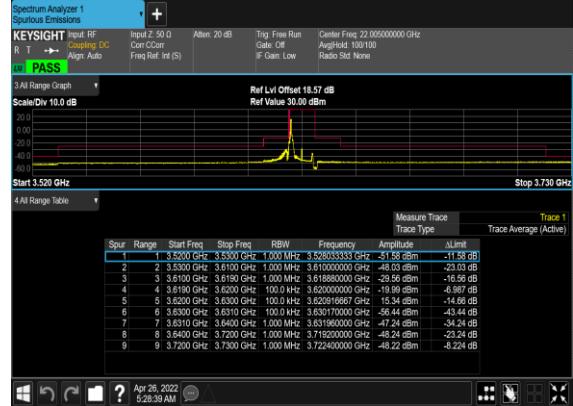 Spectrum Analyzer 1
Spurious Emissions
+
KEYSIGHT Input: RF Input Z: 50 Ω Atten: 20 dB Trig: Free Run Center Freq: 22.005000000 GHz
R T Coupling: DC Corr CCorr Gate: Off Avg|Hold: 100/100
Align: Auto Freq Ref: Int (S) IF Gain: Low Radio Std: None
PASS
3 All Range Graph
Ref Lvl Offset 18.57 dB
Scale/Div 10.0 dB Ref Value 30.00 dBm
20.0
0.00
-20.0
-40.0
-60.0
Start 3.520 GHz Stop 3.730 GHz
4 All Range Table
Measure Trace Trace 1
Trace Type Trace Average (Active)
Spur Range Start Freq Stop Freq RBW Frequency Amplitude ΔLimit
1 1 3.5200 GHz 3.5300 GHz 1.000 MHz 3.528033333 GHz -51.58 dBm -11.58 dB
2 2 3.5300 GHz 3.6100 GHz 1.000 MHz 3.610000000 GHz -48.03 dBm -23.03 dB
3 3 3.6100 GHz 3.6190 GHz 1.000 MHz 3.618880000 GHz -29.56 dBm -16.56 dB
4 4 3.6190 GHz 3.6200 GHz 100.0 kHz 3.620000000 GHz -19.99 dBm -6.987 dB
5 5 3.6200 GHz 3.6300 GHz 100.0 kHz 3.620916667 GHz 15.34 dBm -14.66 dB
6 6 3.6300 GHz 3.6310 GHz 100.0 kHz 3.630170000 GHz -56.44 dBm -43.44 dB
7 7 3.6310 GHz 3.6400 GHz 1.000 MHz 3.631960000 GHz -47.24 dBm -34.24 dB
8 8 3.6400 GHz 3.7200 GHz 1.000 MHz 3.719200000 GHz -48.24 dBm -23.24 dB
9 9 3.7200 GHz 3.7300 GHz 1.000 MHz 3.722400000 GHz -48.22 dBm -8.224 dB
? Apr 26, 2022
5:28:39 AM